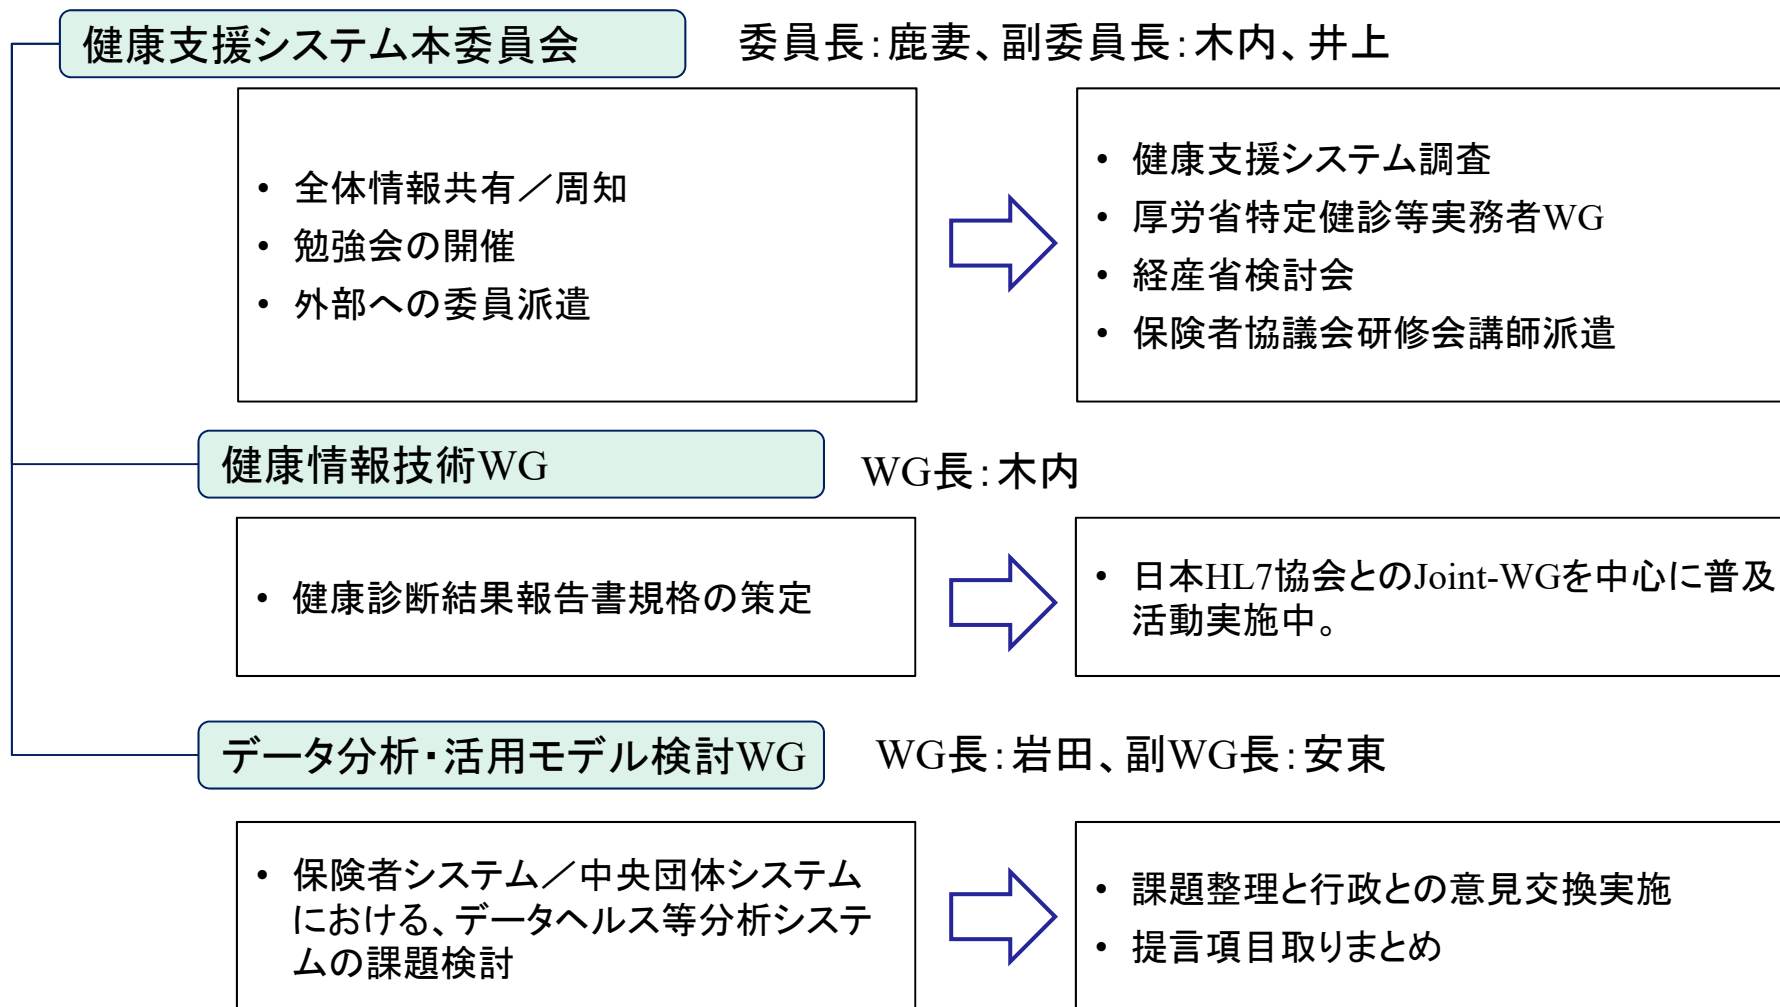 健康支援システム本委員会
委員長：鹿妻、副委員長：木内、井上
• 全体情報共有／周知
• 勉強会の開催
• 外部への委員派遣
• 健康支援システム調査
• 厚労省特定健診等実務者WG
• 経産省検討会
• 保険者協議会研修会講師派遣
健康情報技術WG
WG長：木内
• 健康診断結果報告書規格の策定
• 日本HL7協会とのJoint-WGを中心に普及
活動実施中。
データ分析・活用モデル検討WG
WG長：岩田、副WG長：安東
• 保険者システム／中央団体システム
における、データヘルス等分析システ
ムの課題検討
• 課題整理と行政との意見交換実施
• 提言項目取りまとめ